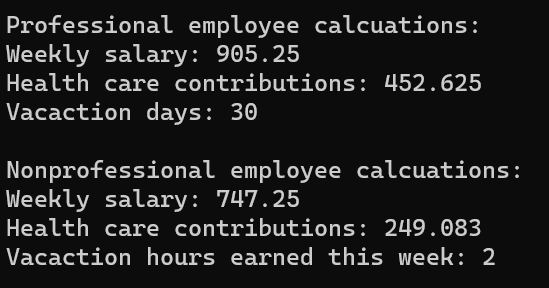 Professional employee calcuations:
Weekly salary: 905.25
Health care contributions: 452.625
Vacaction days: 30
Nonprofessional employee calcuations:
Weekly salary: 747.25
Health care contributions: 249.083
Vacaction hours earned this week: 2